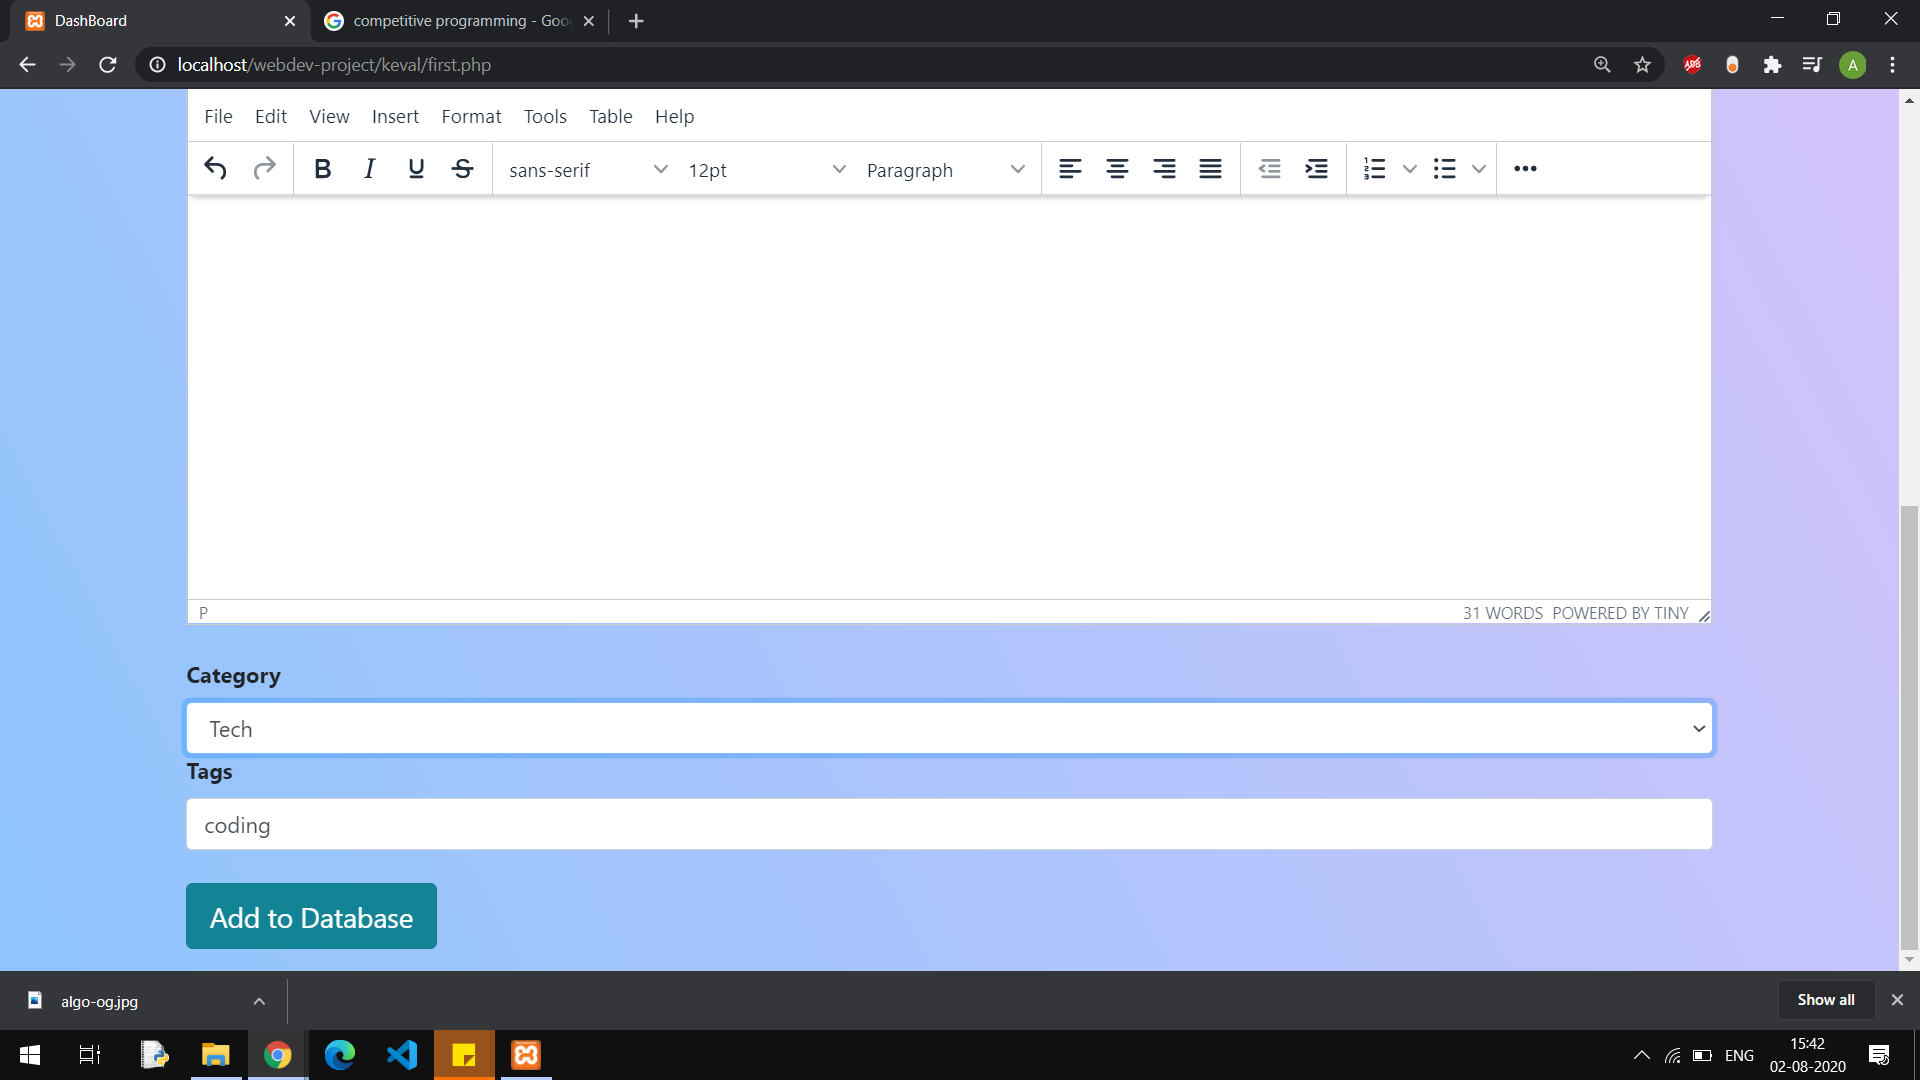 DashBoard
competitive programming - Goo
localhost/webdev-project/keval/first.php
A
File Edit View Insert Format Tools Table Help
B I U S sans-serif 12pt Paragraph
P 31 WORDS POWERED BY TINY
Category
Tech
Tags
coding
Add to Database
algo-og.jpg
Show all
ENG
15:42
02-08-2020